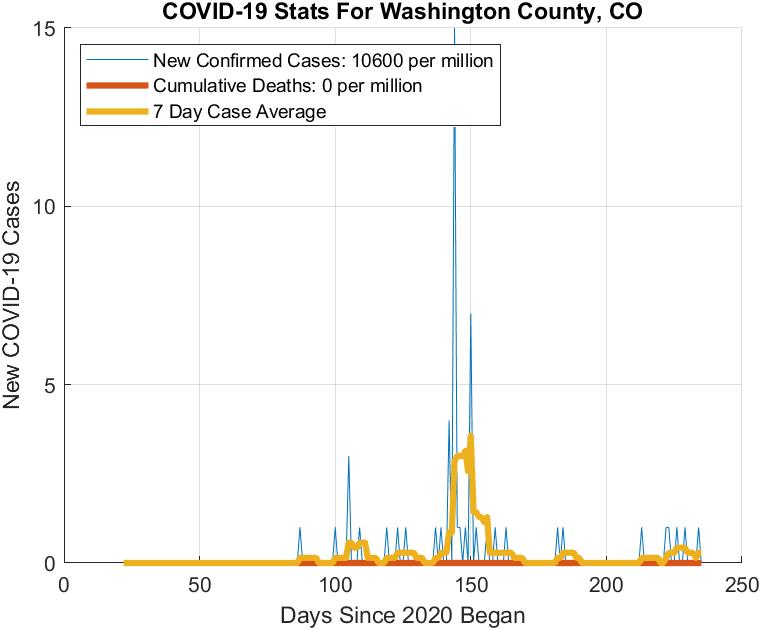 COVID-19 Stats For Washington County, CO
New Confirmed Cases: 10600 per million
Cumulative Deaths: 0 per million
7 Day Case Average
New COVID-19 Cases
15
10
5
0
0 50 100 150 200 250
Days Since 2020 Began